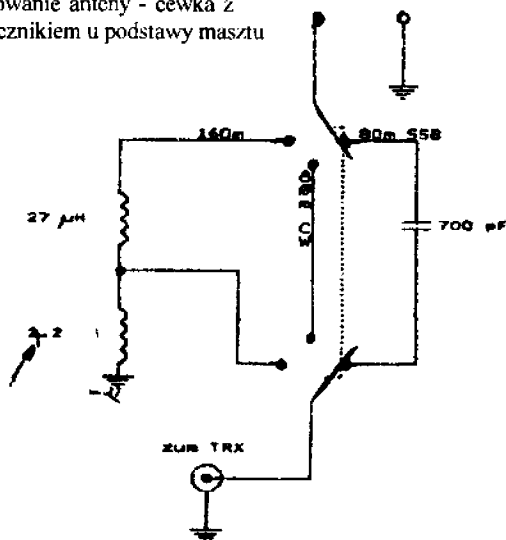 owanie anteny - cewka z
cznikiem u podstawy masztu
160m
80m SSB
27 µH
700 pF
zum TRX